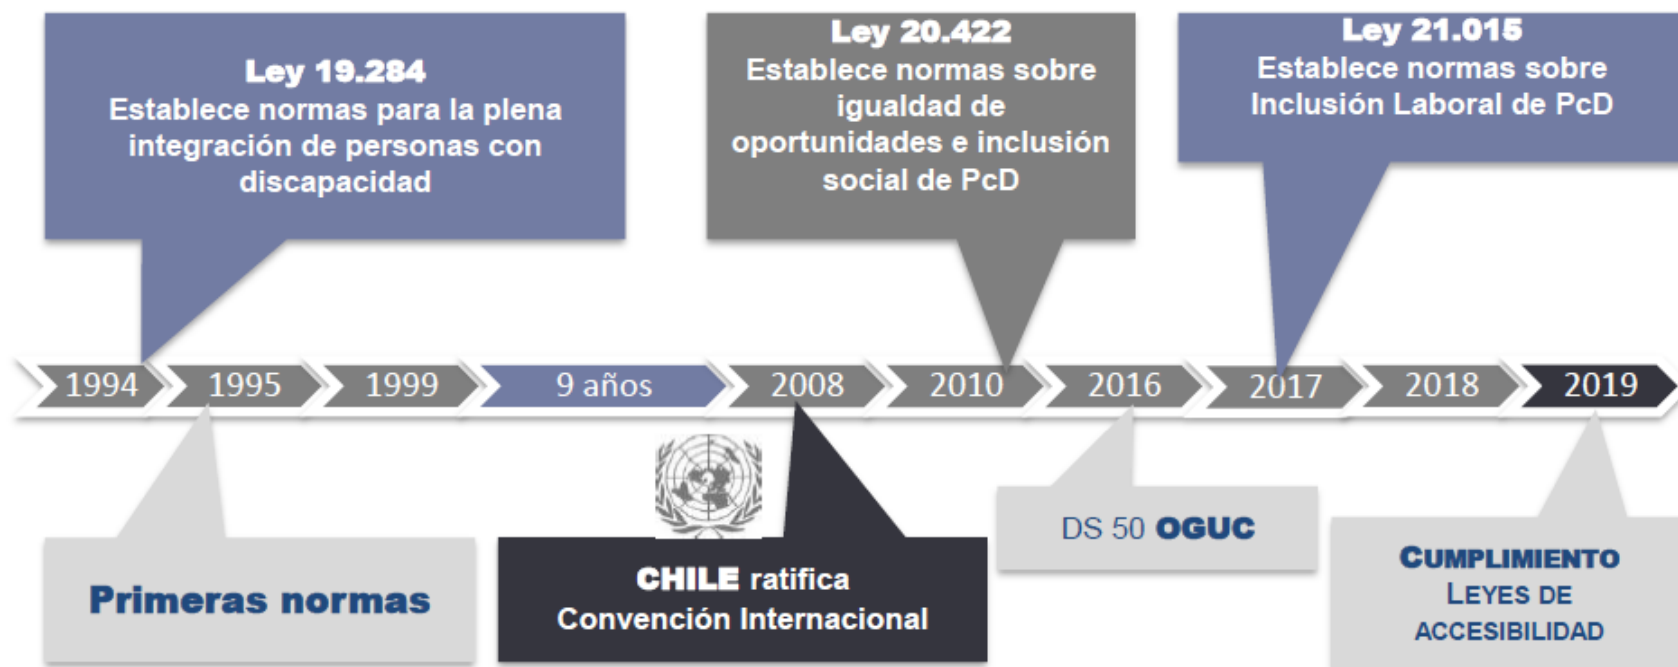 Ley 19.284
Establece normas para la plena
integración de personas con
discapacidad
Ley 20.422
Establece normas sobre
igualdad de
oportunidades e inclusión
social de PcD
Ley 21.015
Establece normas sobre
Inclusión Laboral de PcD
1994
1995
1999
9 años
2008
2010
2016
2017
2018
2019
Primeras normas
CHILE ratifica
Convención Internacional
DS 50 OGUC
CUMPLIMIENTO
LEYES DE
ACCESIBILIDAD